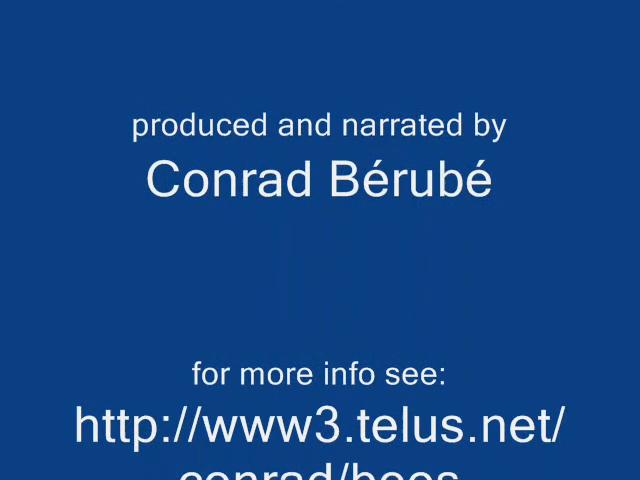 produced and narrated by
Conrad Bérubé
for more info see:
http://www3.telus.net/